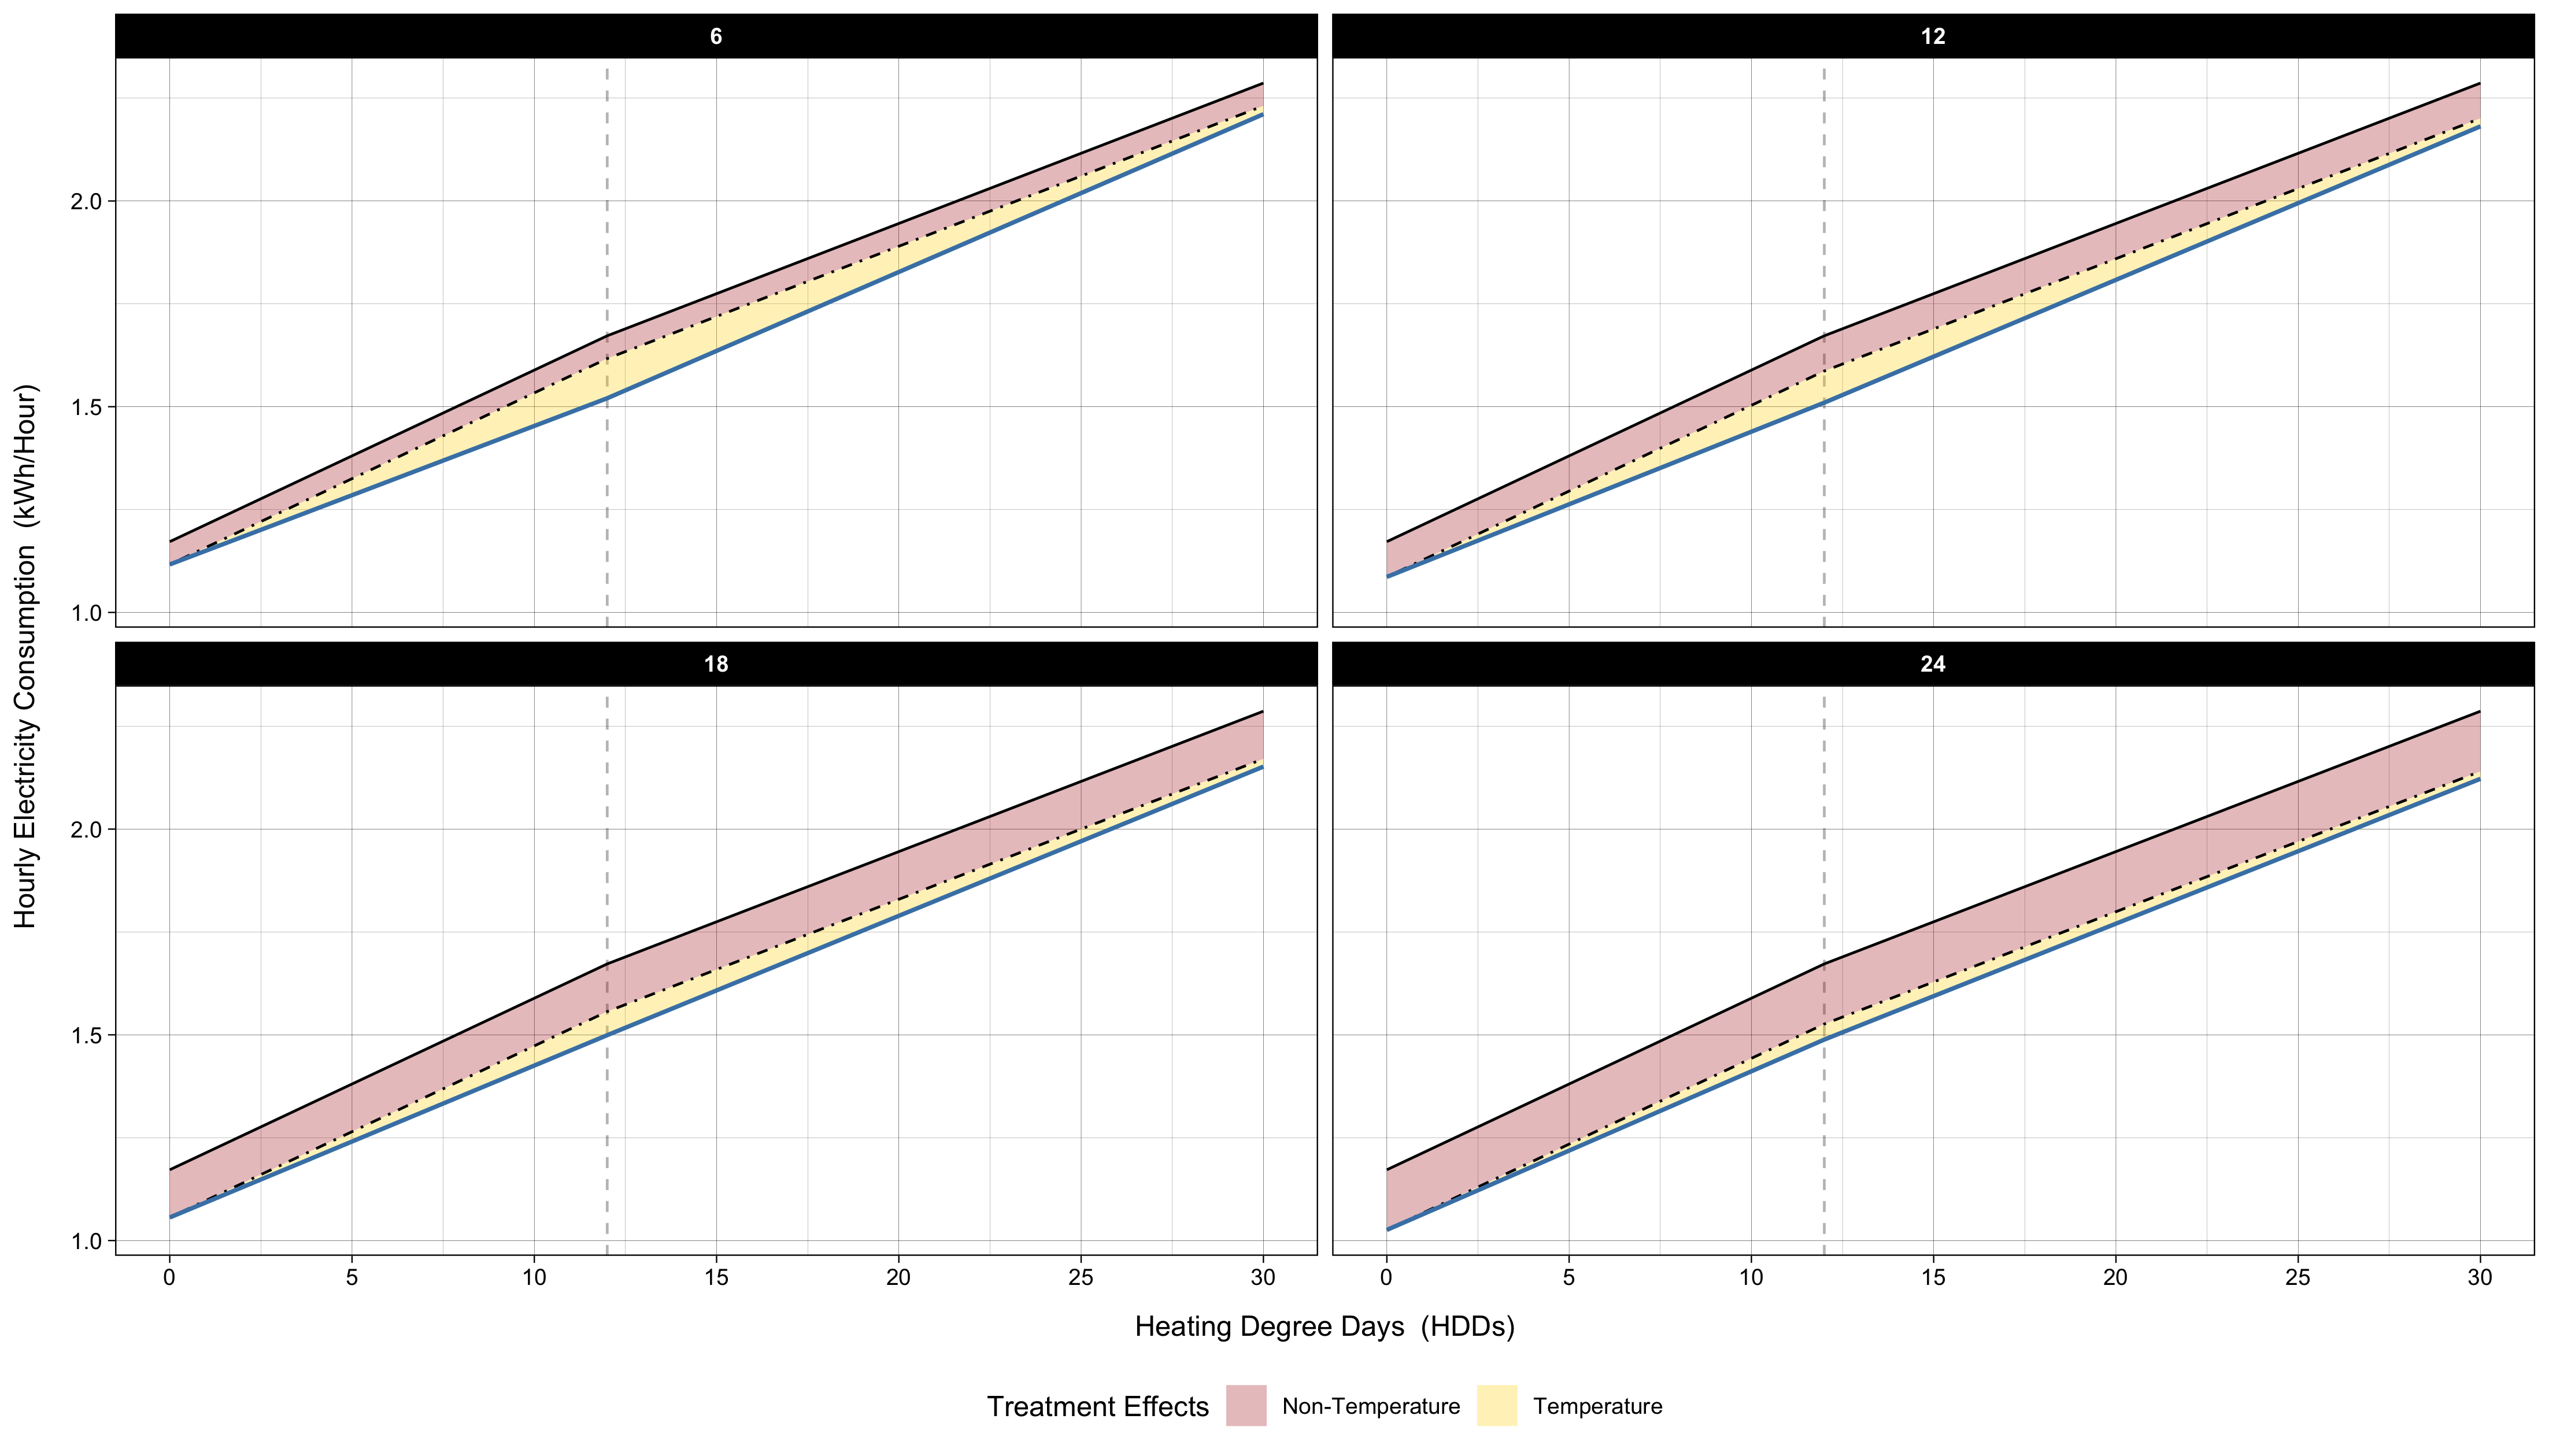 6
12
Hourly Electricity Consumption  (kWh/Hour)
2.0
1.5
1.0
18
24
2.0
1.5
1.0
0 5 10 15 20 25 30
0 5 10 15 20 25 30
Heating Degree Days  (HDDs)
Treatment Effects Non-Temperature Temperature